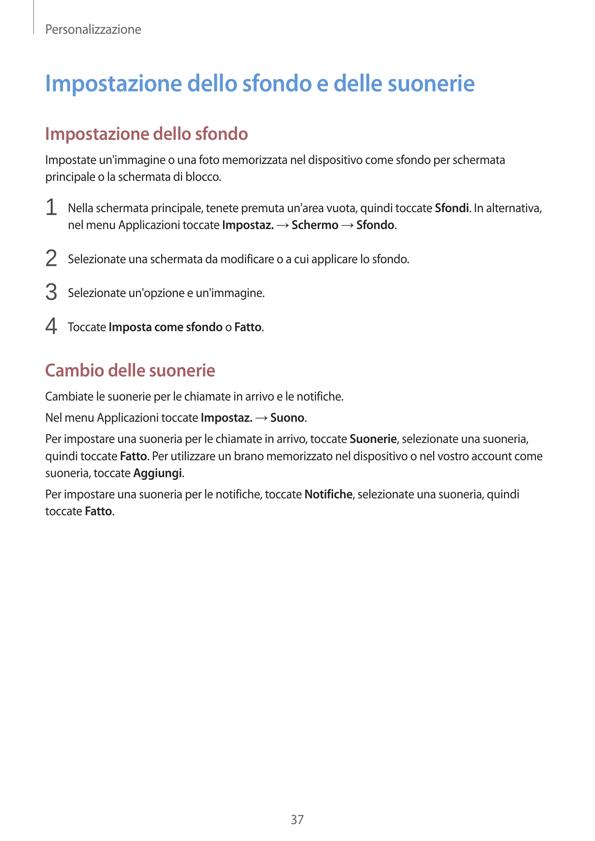 Personalizzazione
Impostazione dello sfondo e delle suonerie
Impostazione dello sfondo
Impostate un'immagine o una foto memorizzata nel dispositivo come sfondo per schermata
principale o la schermata di blocco.
1 Nella schermata principale, tenete premuta un'area vuota, quindi toccate Sfondi. In alternativa,
nel menu Applicazioni toccate Impostaz. → Schermo → Sfondo.
2 Selezionate una schermata da modificare o a cui applicare lo sfondo.
3 Selezionate un'opzione e un'immagine.
4 Toccate Imposta come sfondo o Fatto.
Cambio delle suonerie
Cambiate le suonerie per le chiamate in arrivo e le notifiche.
Nel menu Applicazioni toccate Impostaz. → Suono.
Per impostare una suoneria per le chiamate in arrivo, toccate Suonerie, selezionate una suoneria,
quindi toccate Fatto. Per utilizzare un brano memorizzato nel dispositivo o nel vostro account come
suoneria, toccate Aggiungi.
Per impostare una suoneria per le notifiche, toccate Notifiche, selezionate una suoneria, quindi
toccate Fatto.
37